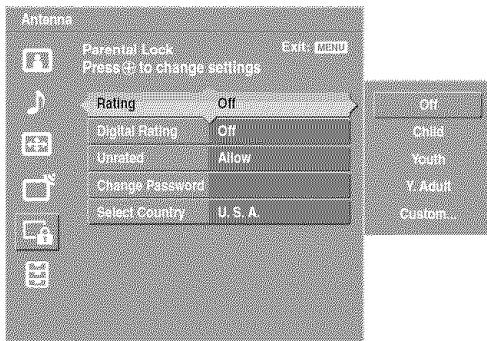 Antenna
Parental Lock
Exit: MENU
Press to change settings
Rating Off
Digital Rating Off
Unrated Allow
Change Password
Select Country U. S. A.
Off
Child
Youth
Y. Adult
Custom...